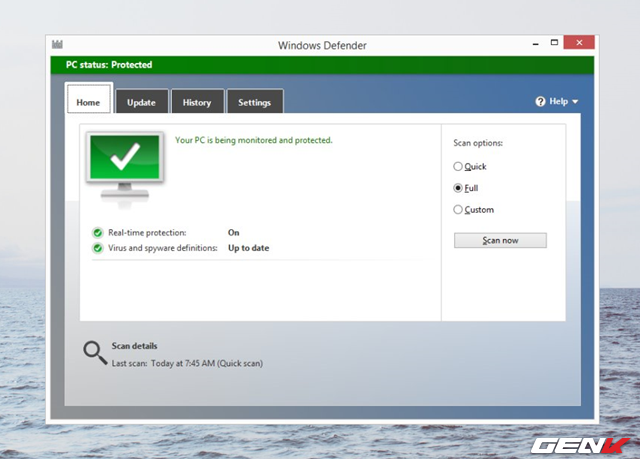 Windows Defender
PC status: Protected
Home
Update
History
Settings
Help
Your PC is being monitored and protected.
Real-time protection: On
Virus and spyware definitions: Up to date
Scan options:
Quick
Full
Custom
Scan now
Scan details
Last scan: Today at 7:45 AM (Quick scan)
GENK